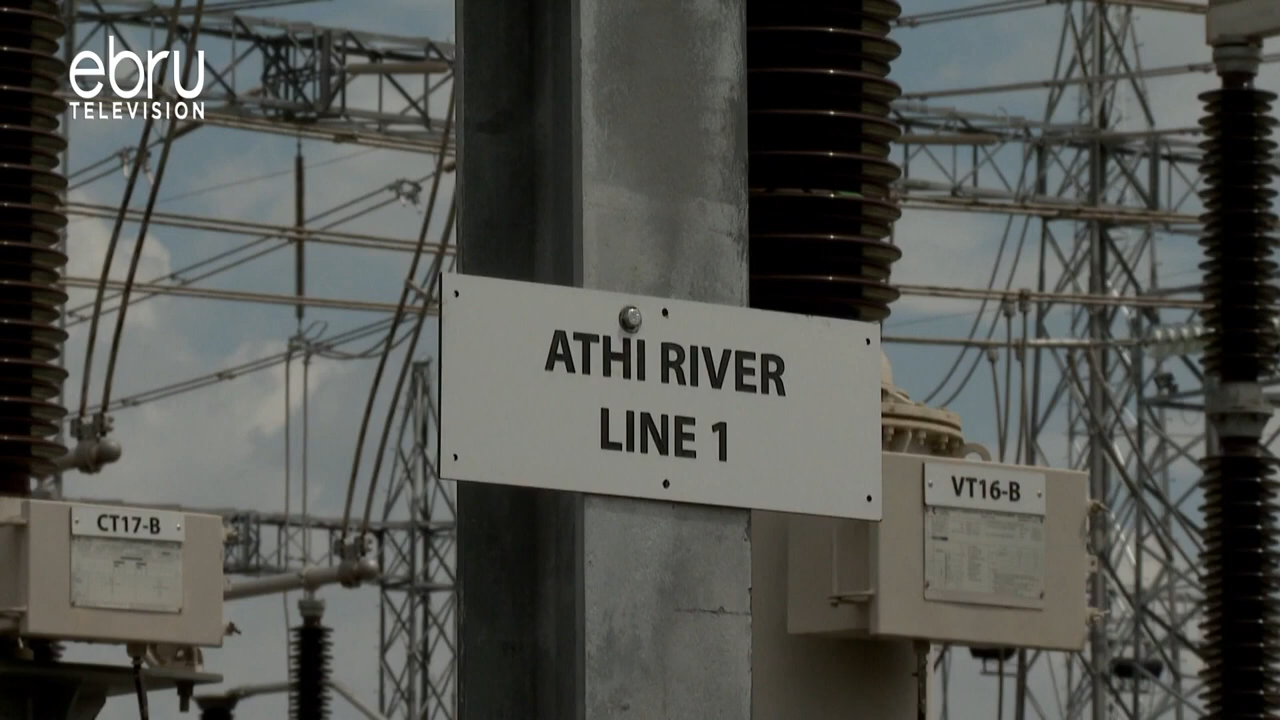 ebru
TELEVISION
ATHI RIVER
LINE 1
CT17-B
VT16-B